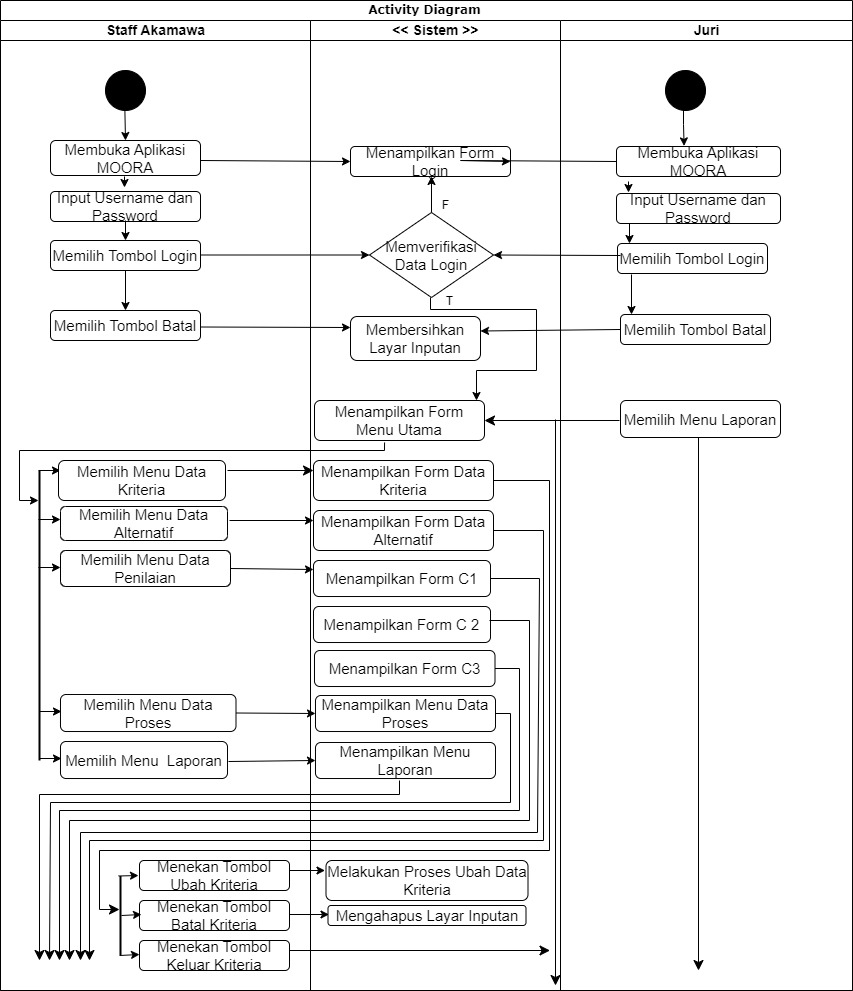 Activity Diagram
Staff Akamawa
<< Sistem >>
Juri
Membuka Aplikasi
MOORA
Menampilkan Form
Login
Membuka Aplikasi
MOORA
Input Username dan
Password
Input Username dan
Password
F
Memilih Tombol Login
Memverifikasi
Data Login
Memilih Tombol Login
T
Memilih Tombol Batal
Membersihkan
Layar Inputan
Memilih Tombol Batal
Menampilkan Form
Menu Utama
Memilih Menu Laporan
Memilih Menu Data
Kriteria
Menampilkan Form Data
Kriteria
Memilih Menu Data
Alternatif
Menampilkan Form Data
Alternatif
Memilih Menu Data
Penilaian
Menampilkan Form C1
Menampilkan Form C 2
Menampilkan Form C3
Memilih Menu Data
Proses
Menampilkan Menu Data
Proses
Memilih Menu  Laporan
Menampilkan Menu
Laporan
Menekan Tombol
Ubah Kriteria
Melakukan Proses Ubah Data
Kriteria
Menekan Tombol
Batal Kriteria
Mengahapus Layar Inputan
Menekan Tombol
Keluar Kriteria